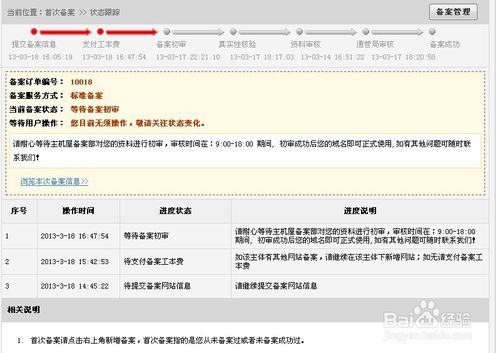 当前位置：首次备案 >> 状态跟踪
备案管理
提交备案信息 支付工本费 备案初审 真实性核验 资料审核 通管局审核 备案成功
13-03-18 16:05:19 13-03-18 16:47:54 13-03-17 22:21:10 13-03-17 18:17:03 13-03-14 16:51:22 13-03-17 18:20:50
备案订单编号： 10018
备案服务方式： 标准备案
当前备案状态： 等待备案初审
等待用户操作： 您目前无须操作，敬请关注状态变化。
请耐心等待主机屋备案部对您的资料进行初审，审核时间在：9:00-18:00 期间, 初审成功后您的域名即可正式使用,如有其他问题可随时联
系我们!
浏览本次备案信息>>
序号 操作时间 进度状态 进度说明
1 2013-3-18 16:47:54 等待备案初审 请耐心等待主机屋备案部对您的资料进行初审，审核时间在：9:00-18:00
期间, 初审成功后您的域名即可正式使用,如有其他问题可随时联系我们!
2 2013-3-18 15:42:53 待支付备案工本费 如该主体有其他网站备案，请继续在该主体下新增网站；如无请支付备案工
本费
3 2013-3-18 14:45:22 待提交备案网站信息 请继续提交备案网站信息
相关说明
1. 首次备案请点击右上角新增备案，首次备案指的是您从未备案过或者未备案成功过。
Baidu 经验
jingyan.baidu.com